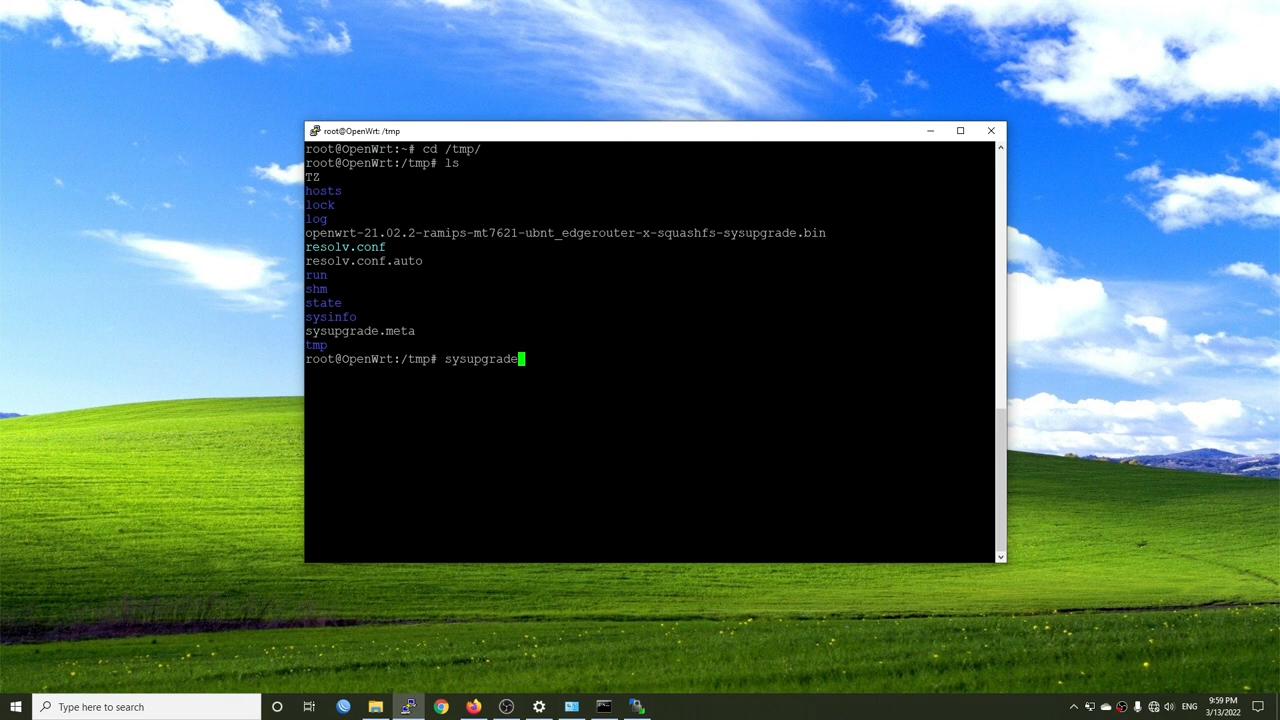 root@OpenWrt: /tmp
root@OpenWrt:~# cd /tmp/
root@OpenWrt:/tmp# ls
TZ
hosts
lock
log
openwrt-21.02.2-ramips-mt7621-ubnt_edgerouter-x-squashfs-sysupgrade.bin
resolv.conf
resolv.conf.auto
run
shm
state
sysinfo
sysupgrade.meta
tmp
root@OpenWrt:/tmp# sysupgrade
Type here to search
ENG
9:59 PM
3/13/2022